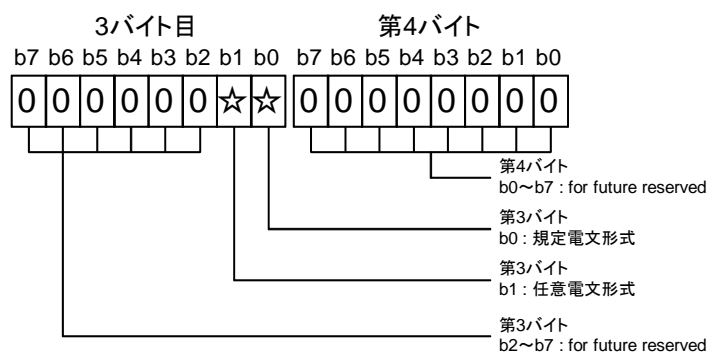 3バイト目 第4バイト
b7 b6 b5 b4 b3 b2 b1 b0 b7 b6 b5 b4 b3 b2 b1 b0
0 0 0 0 0 0 ☆ ☆ 0 0 0 0 0 0 0 0
第4バイト
b0～b7 : for future reserved
第3バイト
b0 : 規定電文形式
第3バイト
b1 : 任意電文形式
第3バイト
b2～b7 : for future reserved